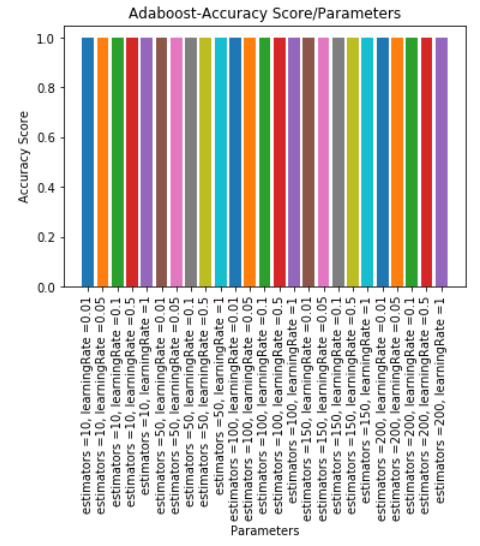 Adaboost-Accuracy Score/Parameters
1.0
0.8
0.6
0.4
0.2
0.0
Accuracy Score
estimators =10, learningRate =0.01
estimators =10, learningRate =0.05
estimators =10, learningRate =0.1
estimators =10, learningRate =0.5
estimators =10, learningRate =1
estimators =50, learningRate =0.01
estimators =50, learningRate =0.05
estimators =50, learningRate =0.1
estimators =50, learningRate =0.5
estimators =50, learningRate =1
estimators =100, learningRate =0.01
estimators =100, learningRate =0.05
estimators =100, learningRate =0.1
estimators =100, learningRate =0.5
estimators =100, learningRate =1
estimators =150, learningRate =0.01
estimators =150, learningRate =0.05
estimators =150, learningRate =0.1
estimators =150, learningRate =0.5
estimators =150, learningRate =1
estimators =200, learningRate =0.01
estimators =200, learningRate =0.05
estimators =200, learningRate =0.1
estimators =200, learningRate =0.5
estimators =200, learningRate =1
Parameters